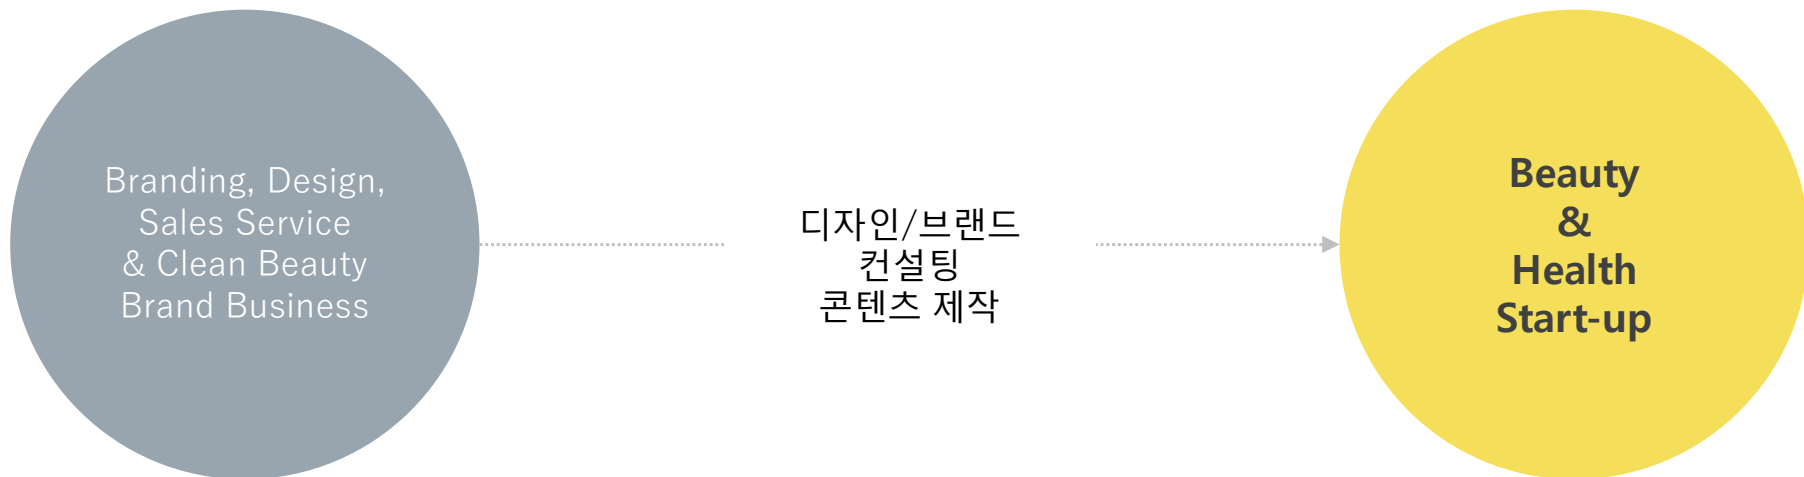 Branding, Design,
Sales Service
& Clean Beauty
Brand Business
디자인/브랜드
컨설팅
콘텐츠 제작
Beauty
&
Health
Start-up